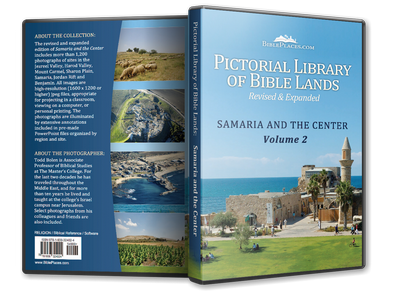 ABOUT THE COLLECTION:
The revised and expanded
edition of Samaria and the Center
includes more than 1,200
photographs of sites in the
Jezreel Valley, Harod Valley,
Mount Carmel, Sharon Plain,
Samaria, Jordan Rift and
Benjamin. All images are
high-resolution (1600 x 1200 or
higher) jpeg files, appropriate
for projecting in a classroom,
viewing on a computer, or
personal printing. The
photographs are illuminated
by extensive annotations
included in pre-made
PowerPoint files organized by
region and site.
ABOUT THE PHOTOGRAPHER:
Todd Bolen is Associate
Professor of Biblical Studies
at The Master's College. For
the last two decades he has
traveled throughout the
Middle East, and for more
than ten years he lived and
taught at the college's Israel
campus near Jerusalem.
Select photographs from his
colleagues and friends are
also included.
RELIGION / Biblical Reference / Software
www.BiblePlaces.com
Pictorial Library of Bible Lands:
Samaria and the Center
BIBLEPLACES.COM
PICTORIAL LIBRARY
OF BIBLE LANDS
Revised & Expanded
SAMARIA AND THE CENTER
Volume 2